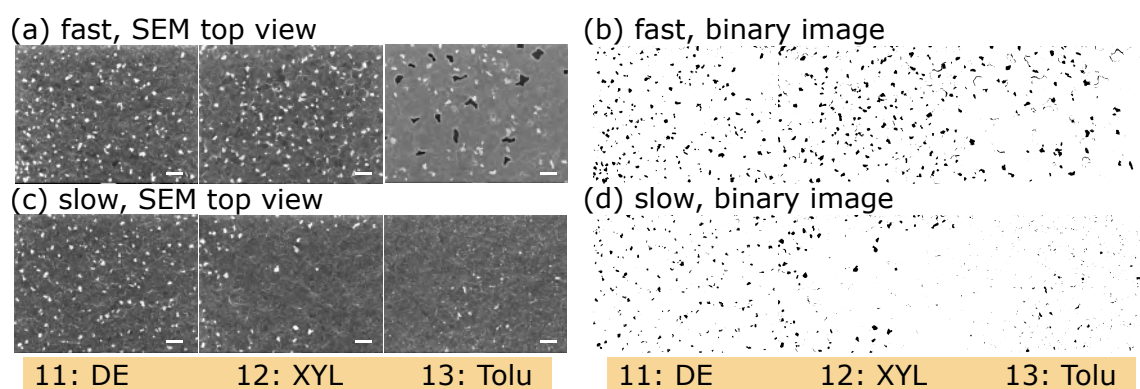 (a) fast, SEM top view
(b) fast, binary image
(c) slow, SEM top view
(d) slow, binary image
11: DE 12: XYL 13: Tolu
11: DE 12: XYL 13: Tolu